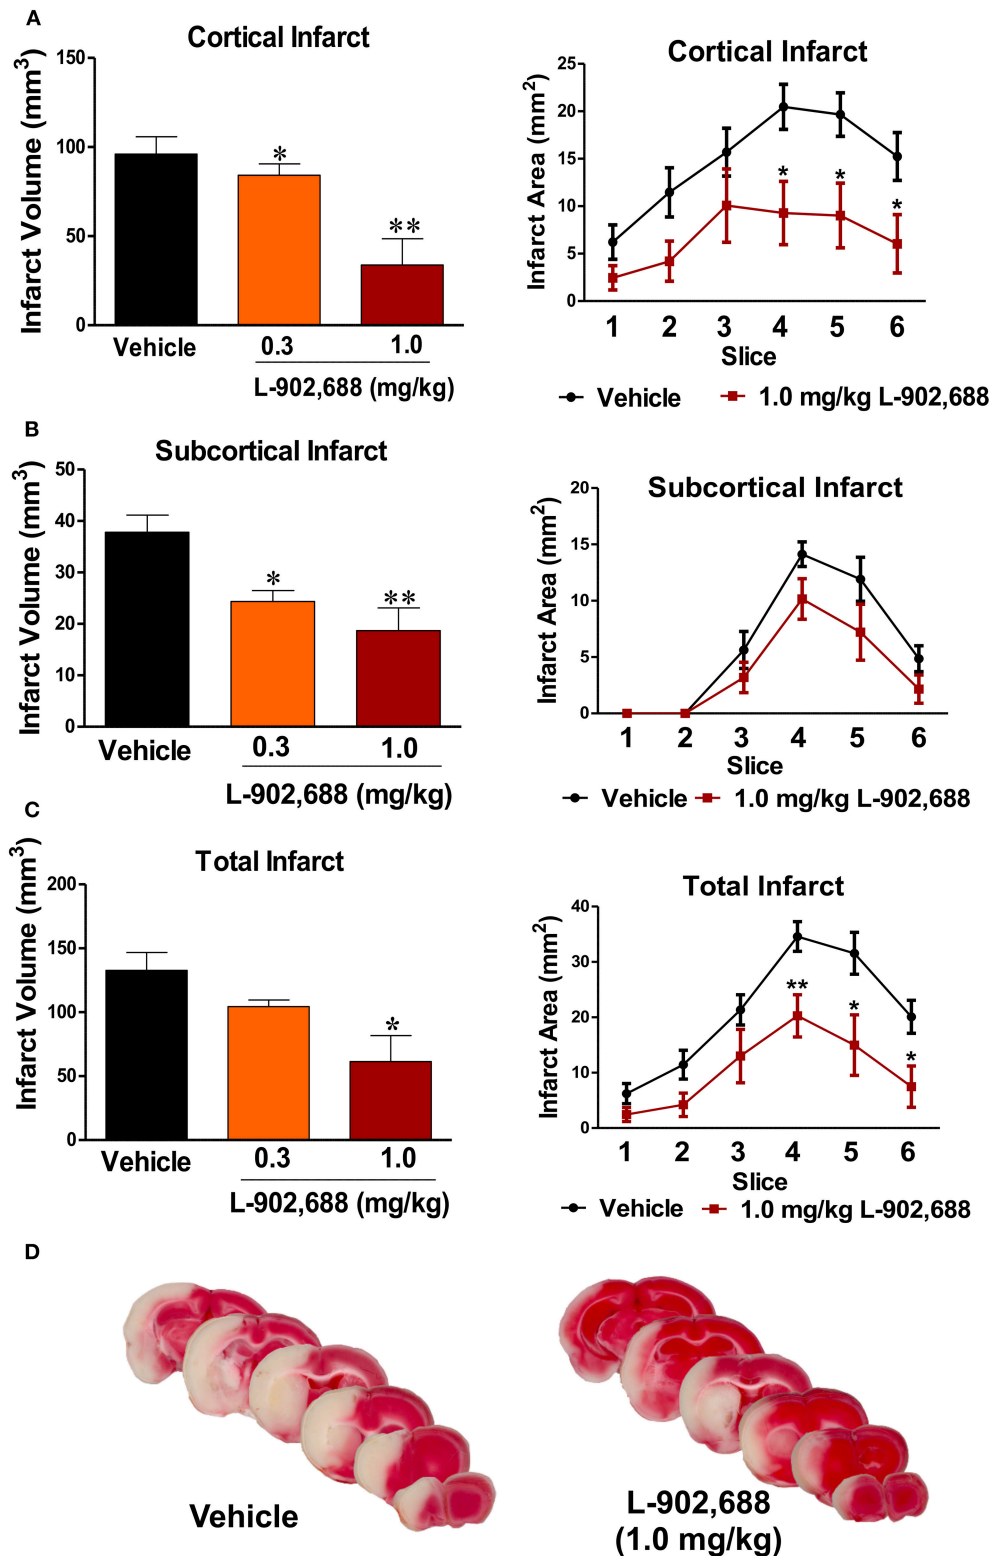 A
Cortical Infarct
Infarct Volume (mm³)
150
100
50
0
*
**
Vehicle
0.3
1.0
L-902,688 (mg/kg)
Cortical Infarct
Infarct Area (mm²)
25
20
15
10
5
0
* * *
1 2 3 4 5 6
Slice
Vehicle 1.0 mg/kg L-902,688
B
Subcortical Infarct
Infarct Volume (mm³)
50
40
30
20
10
0
*
**
Vehicle
0.3
1.0
L-902,688 (mg/kg)
Subcortical Infarct
Infarct Area (mm²)
20
15
10
5
0
1 2 3 4 5 6
Slice
Vehicle 1.0 mg/kg L-902,688
C
Total Infarct
Infarct Volume (mm³)
200
150
100
50
0
*
Vehicle
0.3
1.0
L-902,688 (mg/kg)
Total Infarct
Infarct Area (mm²)
40
30
20
10
0
** * *
1 2 3 4 5 6
Slice
Vehicle 1.0 mg/kg L-902,688
D
Vehicle
L-902,688
(1.0 mg/kg)